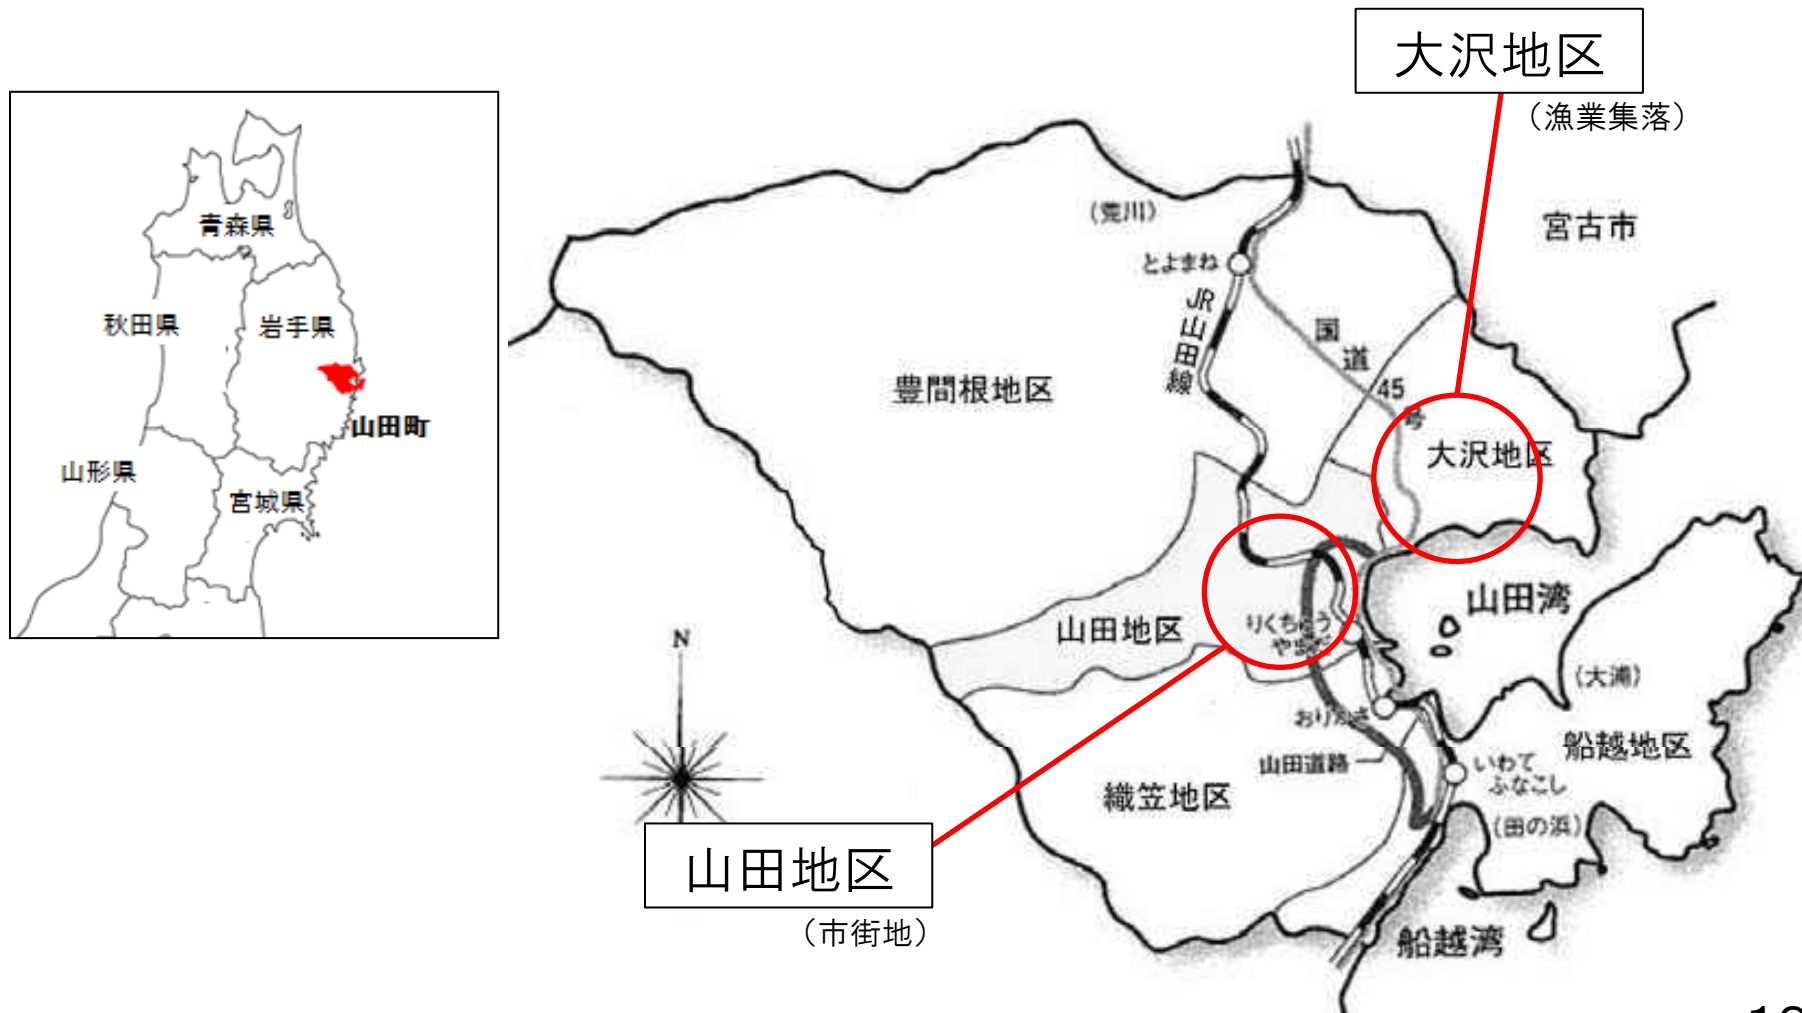 大沢地区
（漁業集落）
青森県
秋田県
岩手県
山田町
山形県
宮城県
宮古市
（荒川）
とよまね
JR山田線
国道45号
豊間根地区
大沢地区
山田湾
山田地区
りくちゅう
やまだ
（大浦）
おりかさ
船越地区
山田道路
いわて
ふなこし
織笠地区
（田の浜）
N
山田地区
（市街地）
船越湾